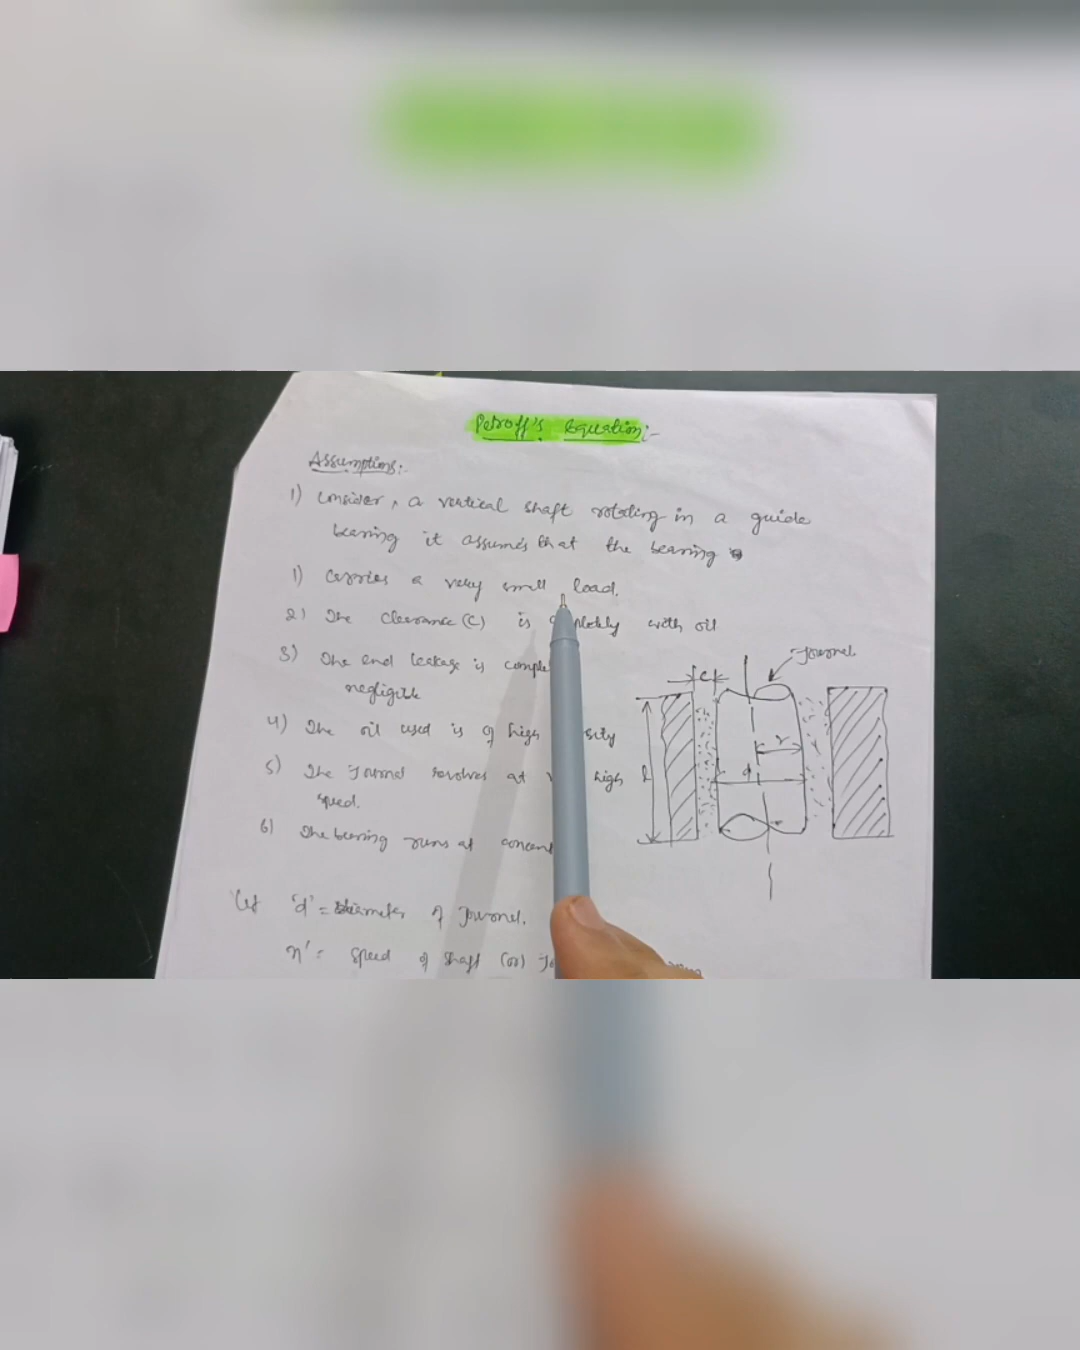 Petroff's Equation:-
Assumptions:-
1) Consider, a vertical shaft rotating in a guide
bearing it assumes that the bearing
1) Carries a very small load.
2) The clearance (C) is with oil
3) The end leakage is
negligible
4) The oil used is of high
5) The Journel revolves at high
speed.
6) The bearing runs at
Let 'd' = Diameter of Journel.
n' = Speed of Shaft (or)
Journel
c
r
d
l